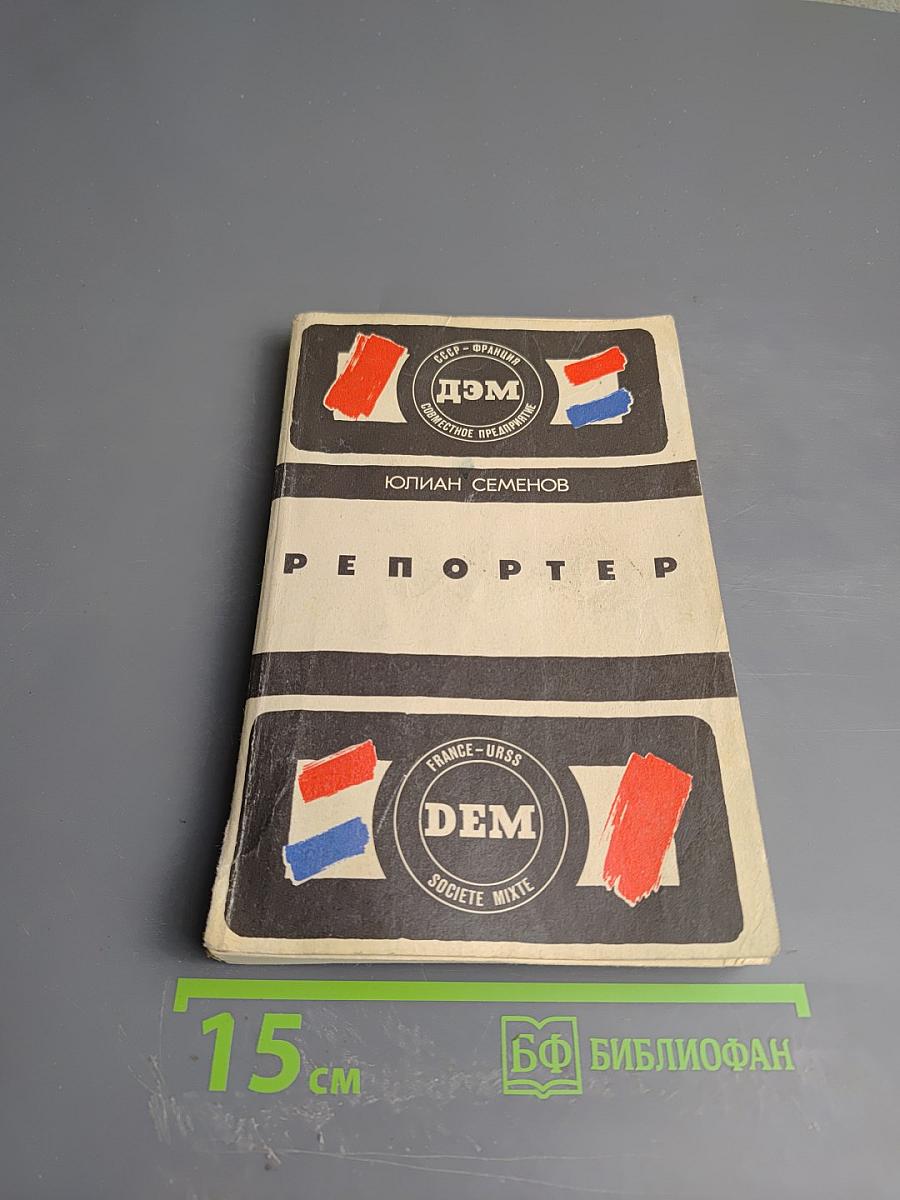 СССР – ФРАНЦИЯ
ДЭМ
СОВМЕСТНОЕ ПРЕДПРИЯТИЕ
ЮЛИАН СЕМЕНОВ
РЕПОРТЕР
FRANCE – URSS
DEM
SOCIETE MIXTE
15 см
БФ БИБЛИОФАН